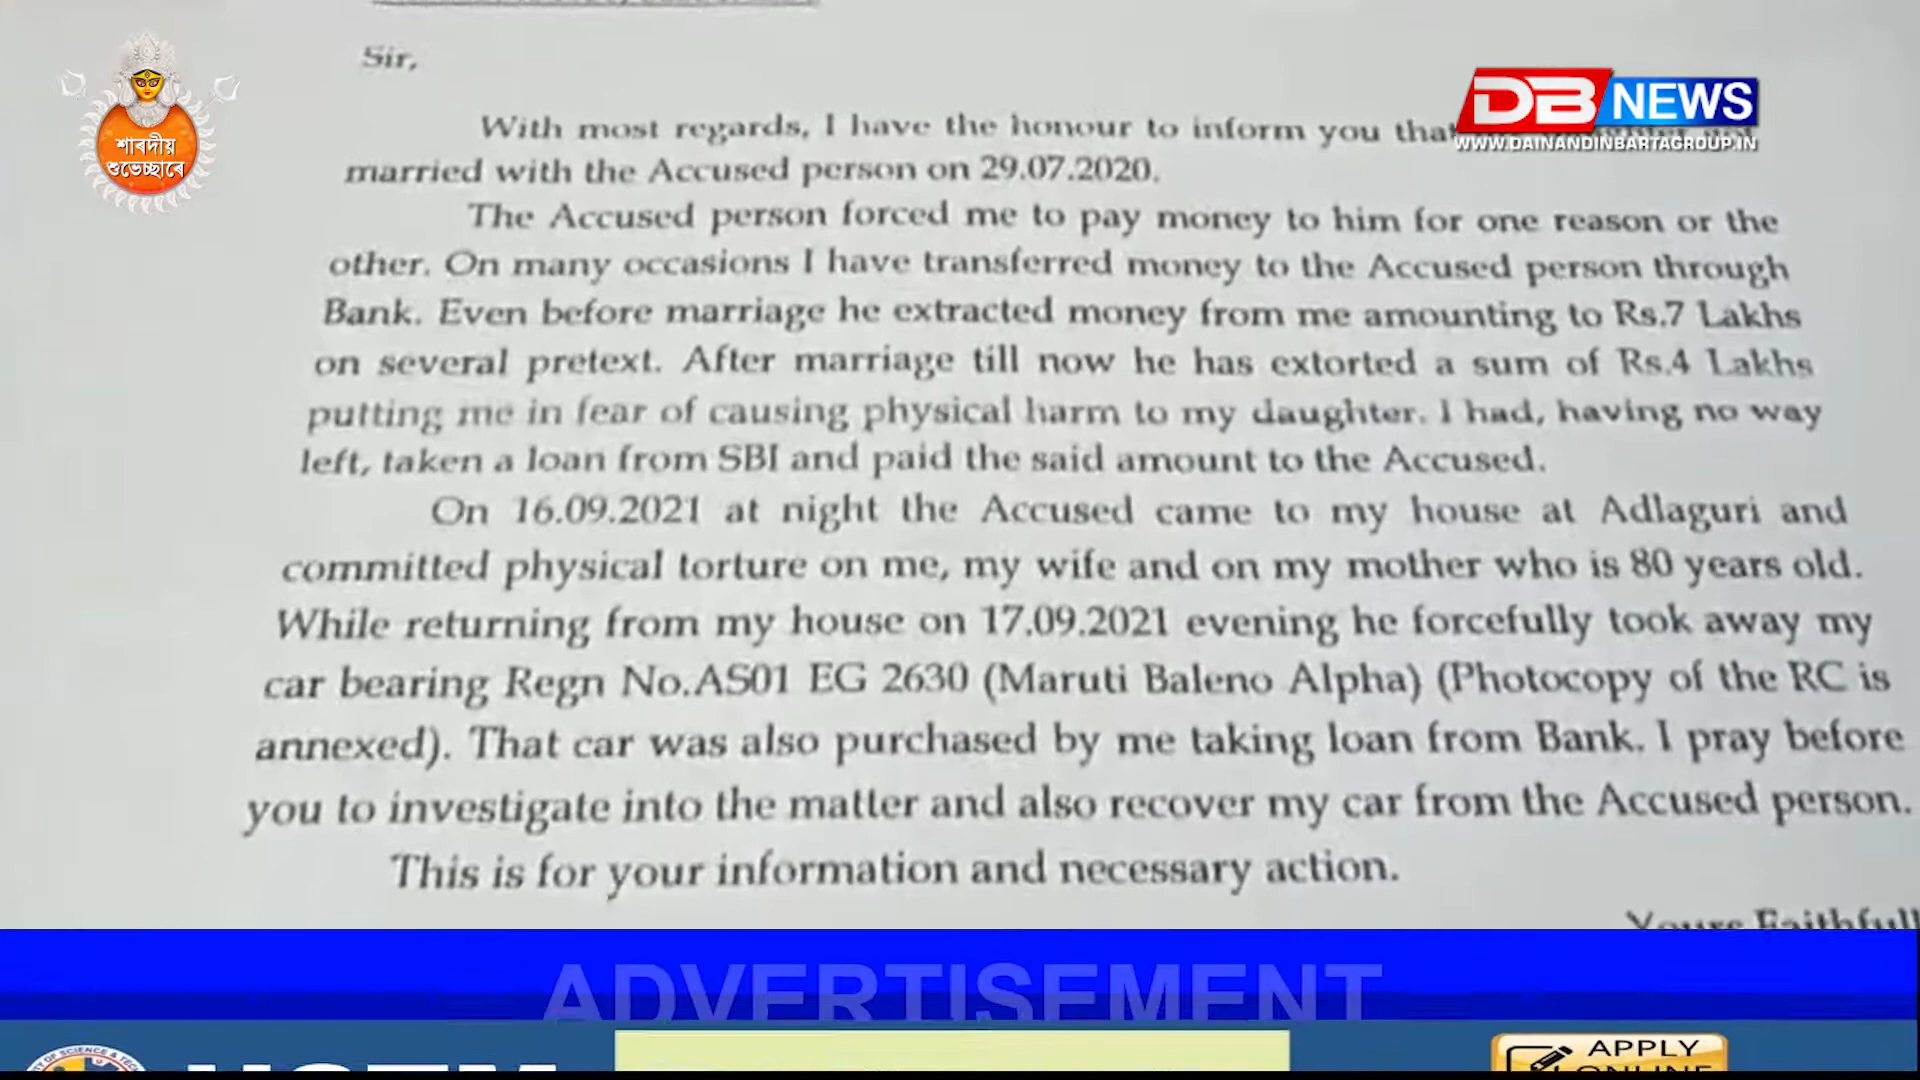 শাৰদীয়
শুভেচ্ছাৰে
DB NEWS
WWW.DAINANDINBARTAGROUP.IN
Sir,
With most regards, I have the honour to inform you that
married with the Accused person on 29.07.2020.
The Accused person forced me to pay money to him for one reason or the
other. On many occasions I have transferred money to the Accused person through
Bank. Even before marriage he extracted money from me amounting to Rs.7 Lakhs
on several pretext. After marriage till now he has extorted a sum of Rs.4 Lakhs
putting me in fear of causing physical harm to my daughter. I had, having no way
left, taken a loan from SBI and paid the said amount to the Accused.
On 16.09.2021 at night the Accused came to my house at Adlaguri and
committed physical torture on me, my wife and on my mother who is 80 years old.
While returning from my house on 17.09.2021 evening he forcefully took away my
car bearing Regn No.AS01 EG 2630 (Maruti Baleno Alpha) (Photocopy of the RC is
annexed). That car was also purchased by me taking loan from Bank. I pray before
you to investigate into the matter and also recover my car from the Accused person.
This is for your information and necessary action.
Yours Faithfull
ADVERTISEMENT
APPLY
ONLINE